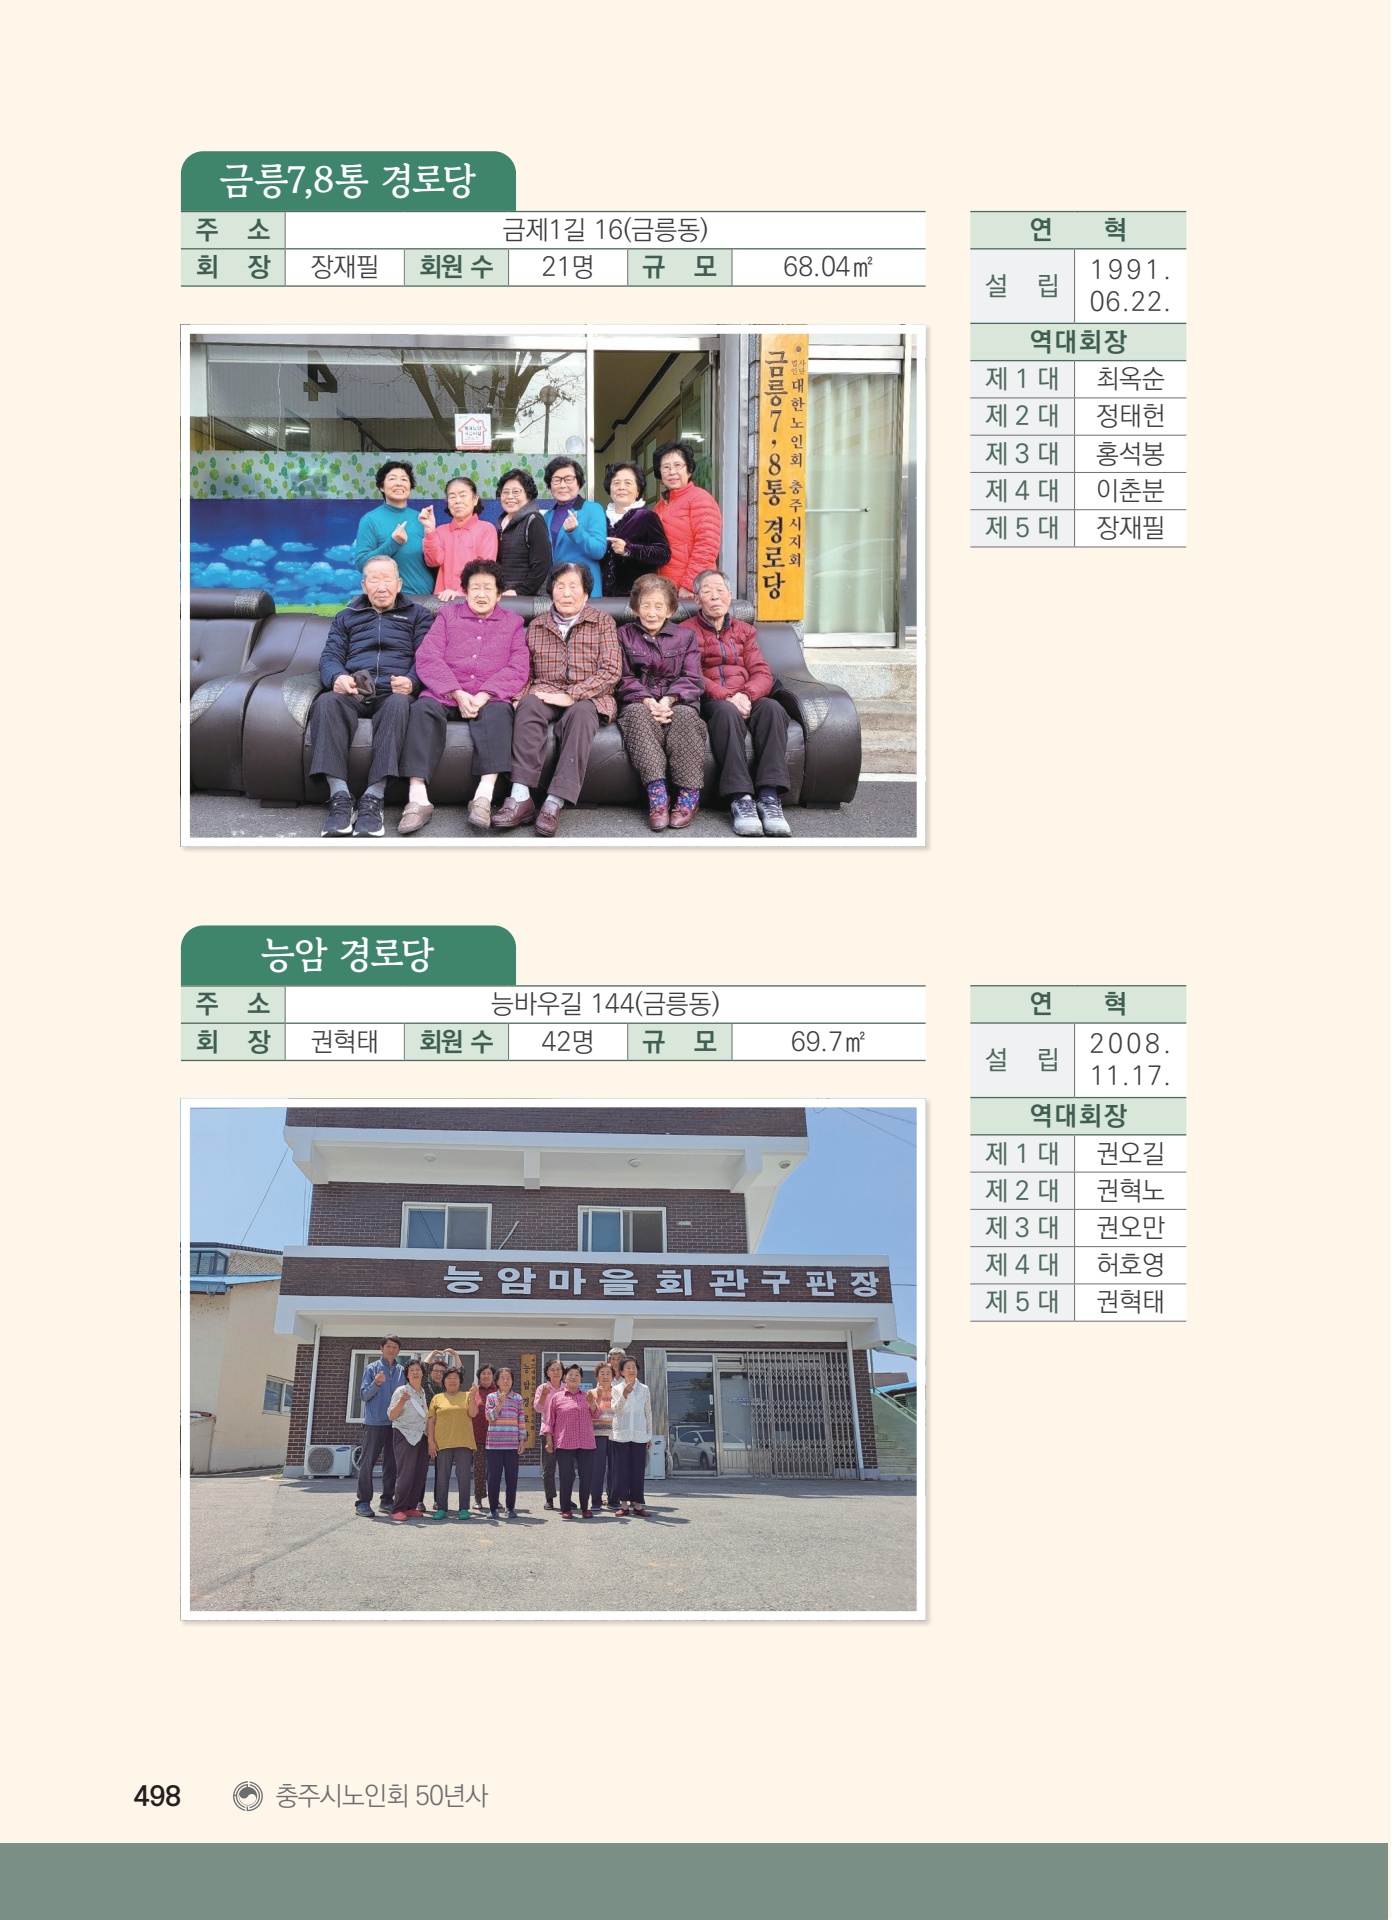 금릉7,8통 경로당
주 소 금제1길 16(금릉동)
회 장 장재필 회원 수 21명 규 모 68.04㎡
연 혁
설 립 1991. 06.22.
역대회장
제 1 대 최옥순
제 2 대 정태헌
제 3 대 홍석봉
제 4 대 이춘분
제 5 대 장재필
사단법인 대한노인회 충주시지회
금릉7,8통 경로당
능암 경로당
주 소 능바우길 144(금릉동)
회 장 권혁태 회원 수 42명 규 모 69.7㎡
연 혁
설 립 2008. 11.17.
역대회장
제 1 대 권오길
제 2 대 권혁노
제 3 대 권오만
제 4 대 허호영
제 5 대 권혁태
능암마을회관구판장
능암경로
498 충주시노인회 50년사